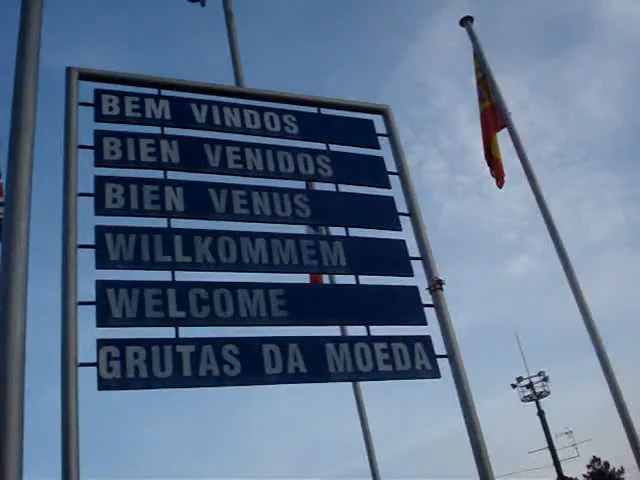 BEM VINDOS
BIEN VENIDOS
BIEN VENUS
WILLKOMMEM
WELCOME
GRUTAS DA MOEDA